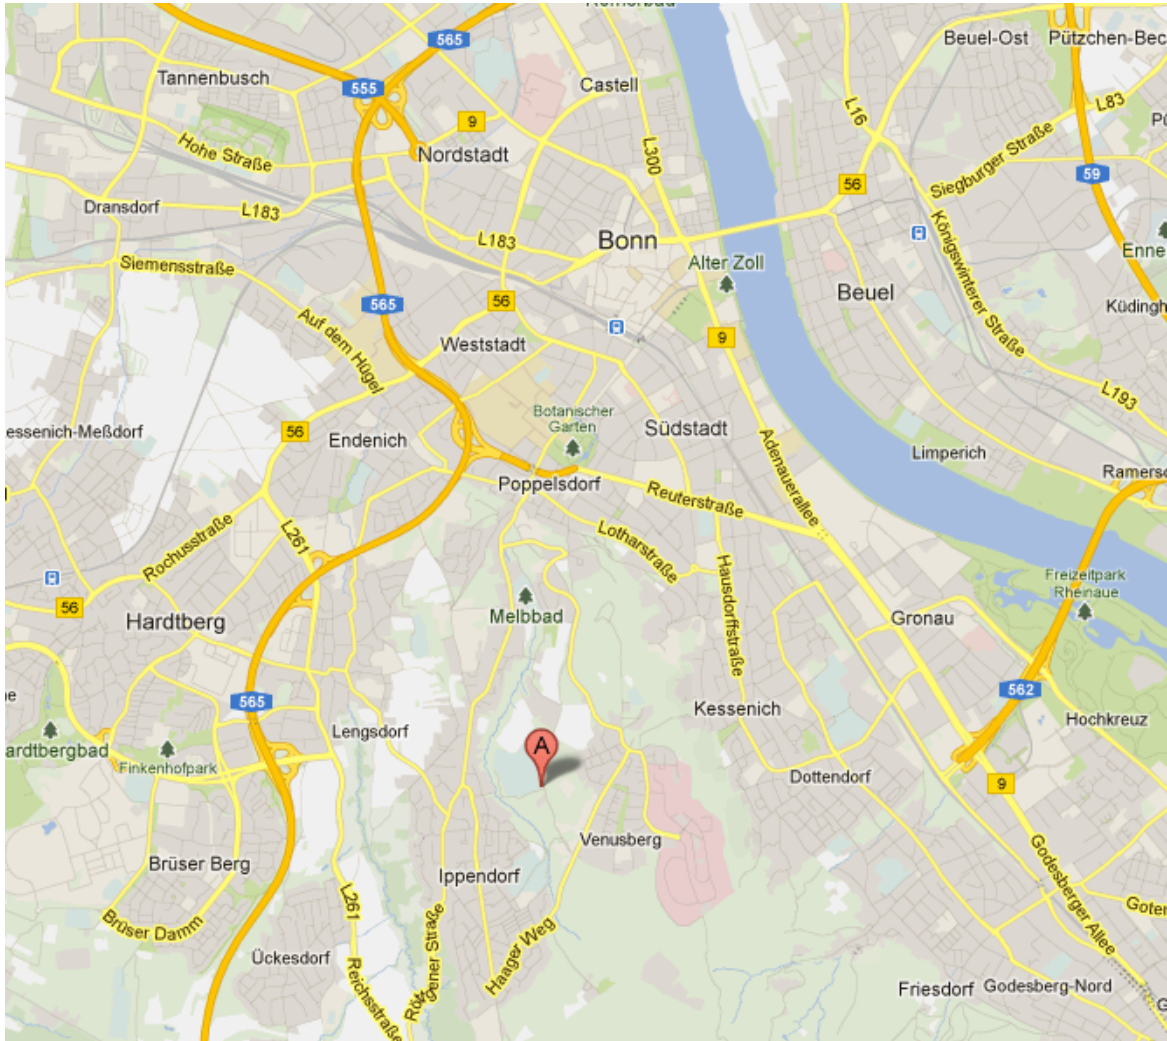 565
Beuel-Ost
Pützchen-Bec
Tannenbusch
555
Castell
L16
L83
9
Hohe Straße
Nordstadt
L300
Siegburger Straße
59
56
Dransdorf
L183
L183
Bonn
Königswinterer Straße
Enne
Siemensstraße
Alter Zoll
Beuel
565
56
Küdingh
Auf dem Hügel
Weststadt
9
L193
Botanischer
Garten
essenich-Meßdorf
56
Endenich
Südstadt
Adenauerallee
Limperich
Ramersc
Poppelsdorf
Reuterstraße
Rochusstraße
L261
Lotharstraße
Hausdorffstraße
Freizeitpark
Rheinaue
56
Hardtberg
Melbbad
Gronau
565
562
Kessenich
Hochkreuz
Lengsdorf
ardtbergbad
Finkenhofpark
A
Dottendorf
9
Venusberg
Brüser Berg
Ippendorf
Godesberger Allee
L261
Brüser Damm
Goten
Ückesdorf
Reichsstraße
Röttgener Straße
Haager Weg
Friesdorf
Godesberg-Nord